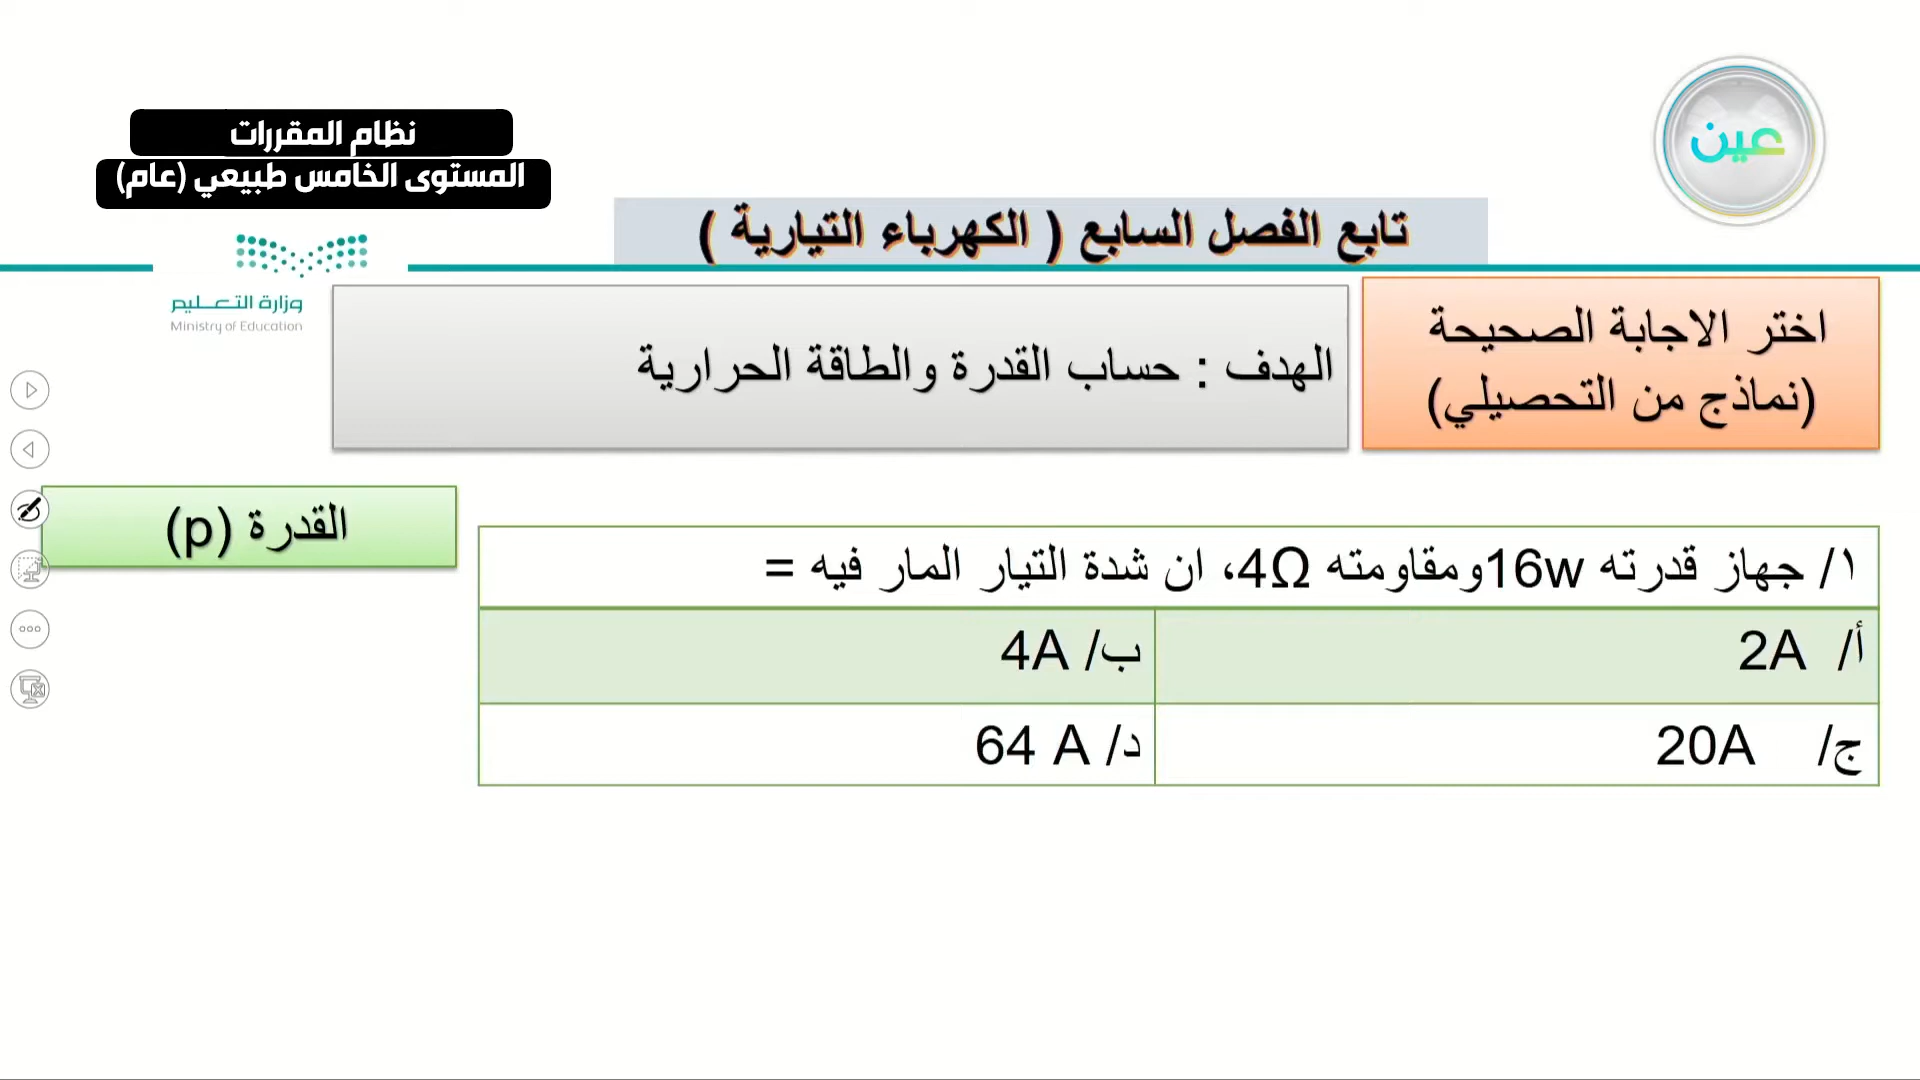 عين
نظام المقررات
المستوى الخامس طبيعي (عام)
تابع الفصل السابع ( الكهرباء التيارية )
وزارة التعليم
Ministry of Education
اختر الاجابة الصحيحة
(نماذج من التحصيلي)
الهدف : حساب القدرة والطاقة الحرارية
القدرة (p)
١/ جهاز قدرته 16w ومقاومته 4Ω، ان شدة التيار المار فيه =
أ/ 2A
ب/ 4A
ج/ 20A
د/ 64 A